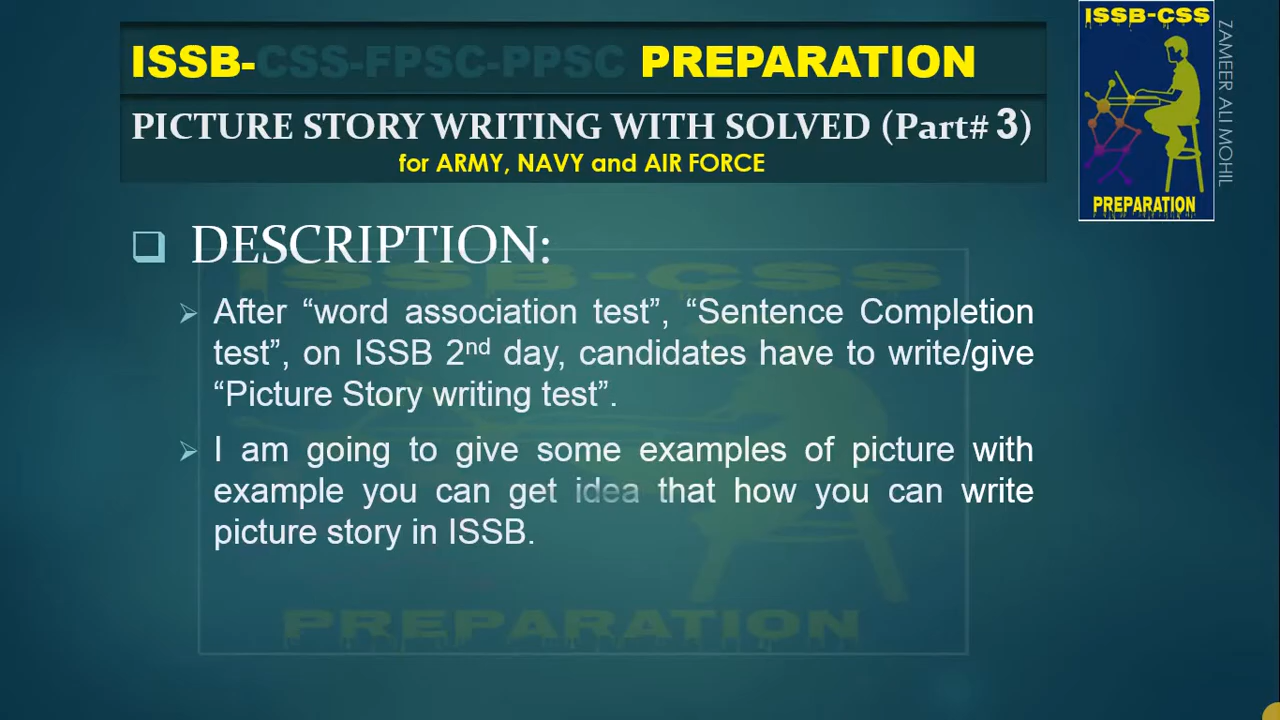 ISSB-CSS-FPSC-PPSC PREPARATION
PICTURE STORY WRITING WITH SOLVED (Part# 3)
for ARMY, NAVY and AIR FORCE
ISSB-CSS
PREPARATION
ZAMEER ALI MOHIL
DESCRIPTION:
After “word association test”, “Sentence Completion
test”, on ISSB 2nd day, candidates have to write/give
“Picture Story writing test”.
I am going to give some examples of picture with
example you can get idea that how you can write
picture story in ISSB.
ISSB-CSS
PREPARATION